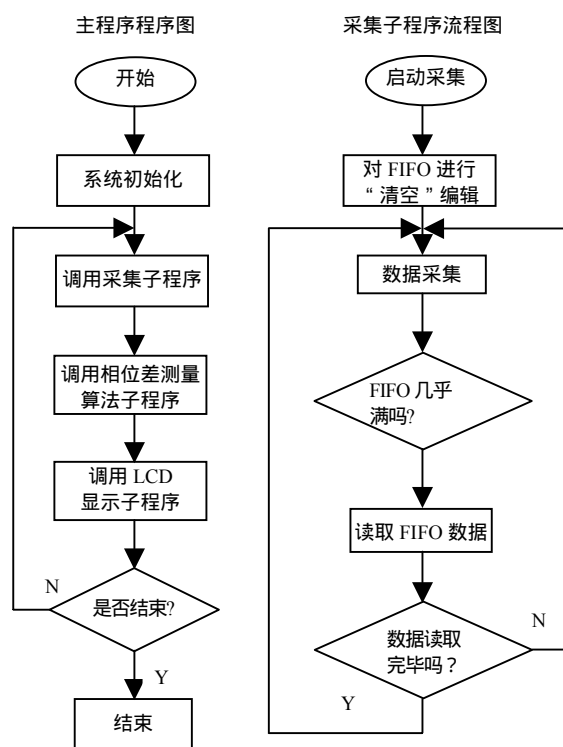 主程序程序图
开始
系统初始化
调用采集子程序
调用相位差测量
算法子程序
调用 LCD
显示子程序
N
是否结束?
Y
结束
采集子程序流程图
启动采集
对 FIFO 进行
“清空”编辑
数据采集
FIFO 几乎
满吗?
读取 FIFO 数据
数据读取
完毕吗？
N
Y